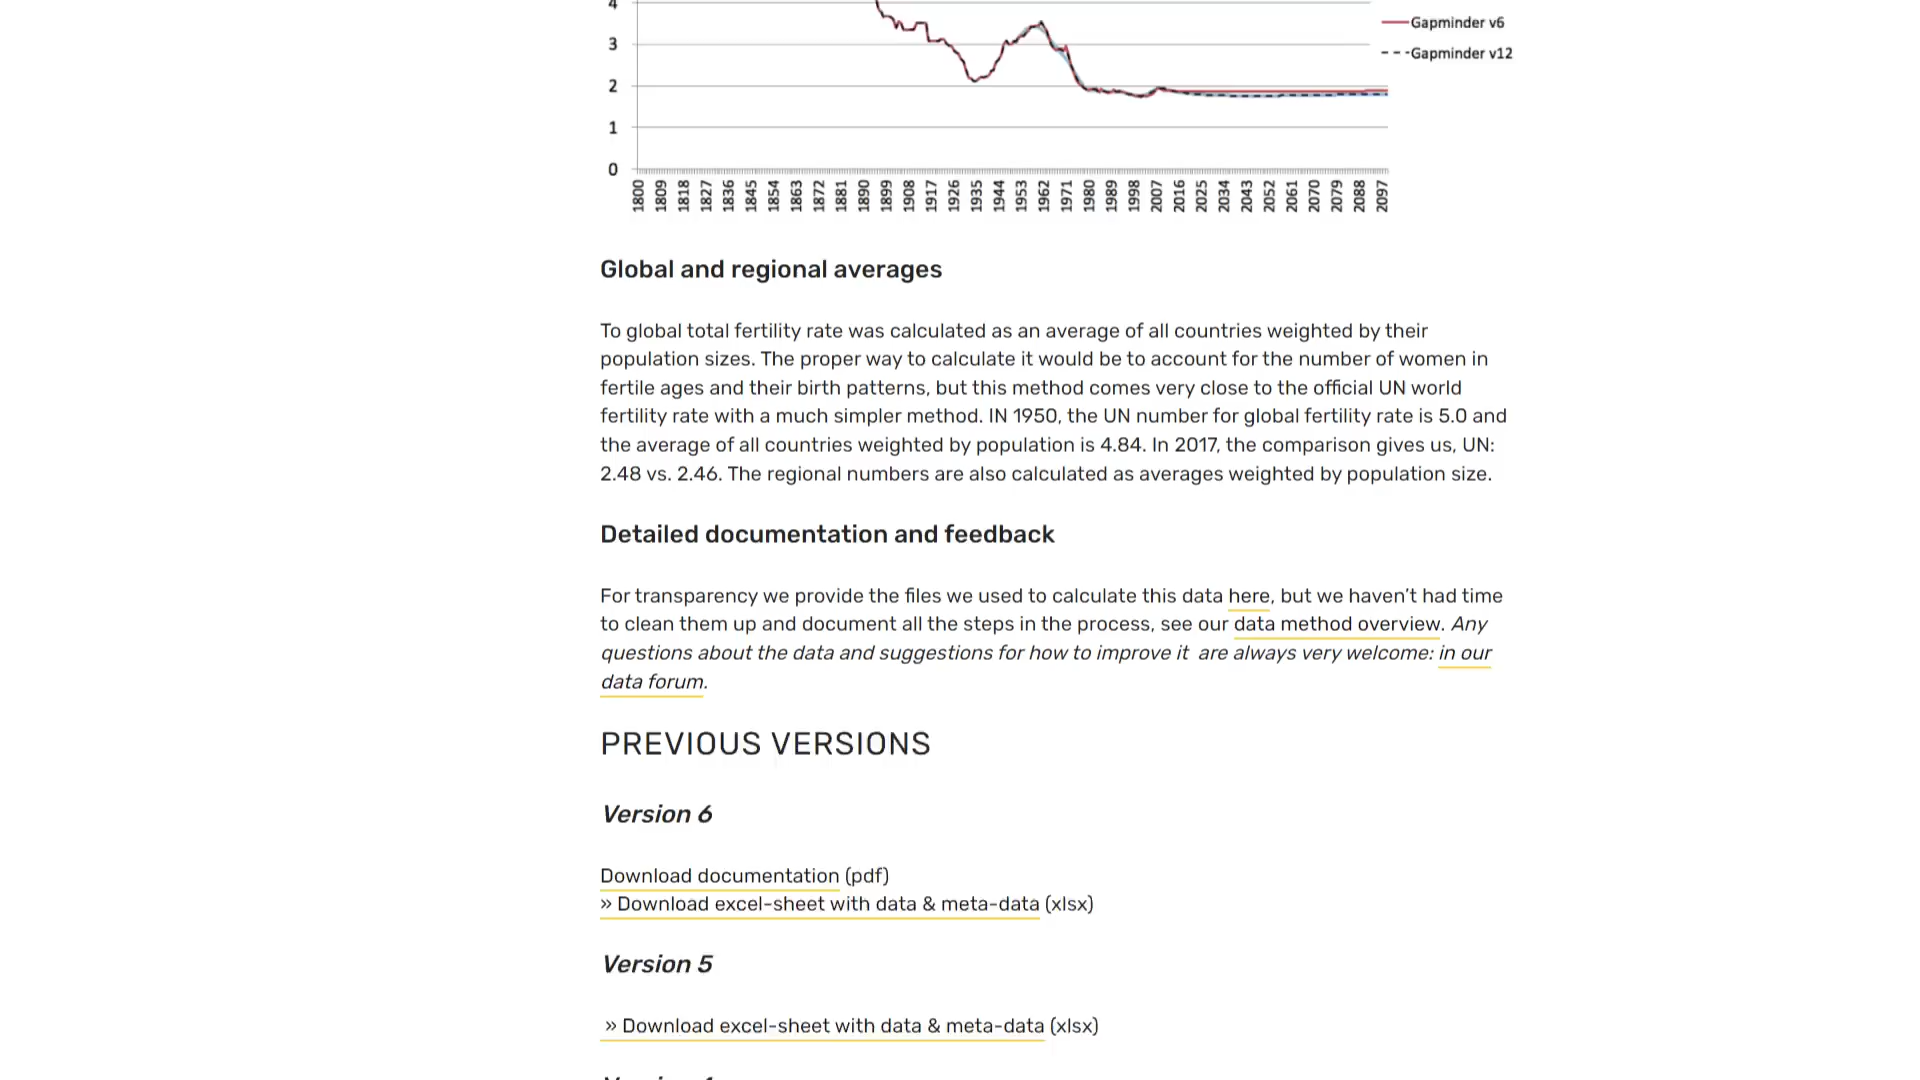 4
Gapminder v6
3
Gapminder v12
2
1
0
1800 1809 1818 1827 1836 1845 1854 1863 1872 1881 1890 1899 1908 1917 1926 1935 1944 1953 1962 1971 1980 1989 1998 2007 2016 2025 2034 2043 2052 2061 2070 2079 2088 2097
Global and regional averages
To global total fertility rate was calculated as an average of all countries weighted by their
population sizes. The proper way to calculate it would be to account for the number of women in
fertile ages and their birth patterns, but this method comes very close to the official UN world
fertility rate with a much simpler method. IN 1950, the UN number for global fertility rate is 5.0 and
the average of all countries weighted by population is 4.84. In 2017, the comparison gives us, UN:
2.48 vs. 2.46. The regional numbers are also calculated as averages weighted by population size.
Detailed documentation and feedback
For transparency we provide the files we used to calculate this data here, but we haven't had time
to clean them up and document all the steps in the process, see our data method overview. Any
questions about the data and suggestions for how to improve it are always very welcome: in our
data forum.
PREVIOUS VERSIONS
Version 6
Download documentation (pdf)
» Download excel-sheet with data & meta-data (xlsx)
Version 5
» Download excel-sheet with data & meta-data (xlsx)